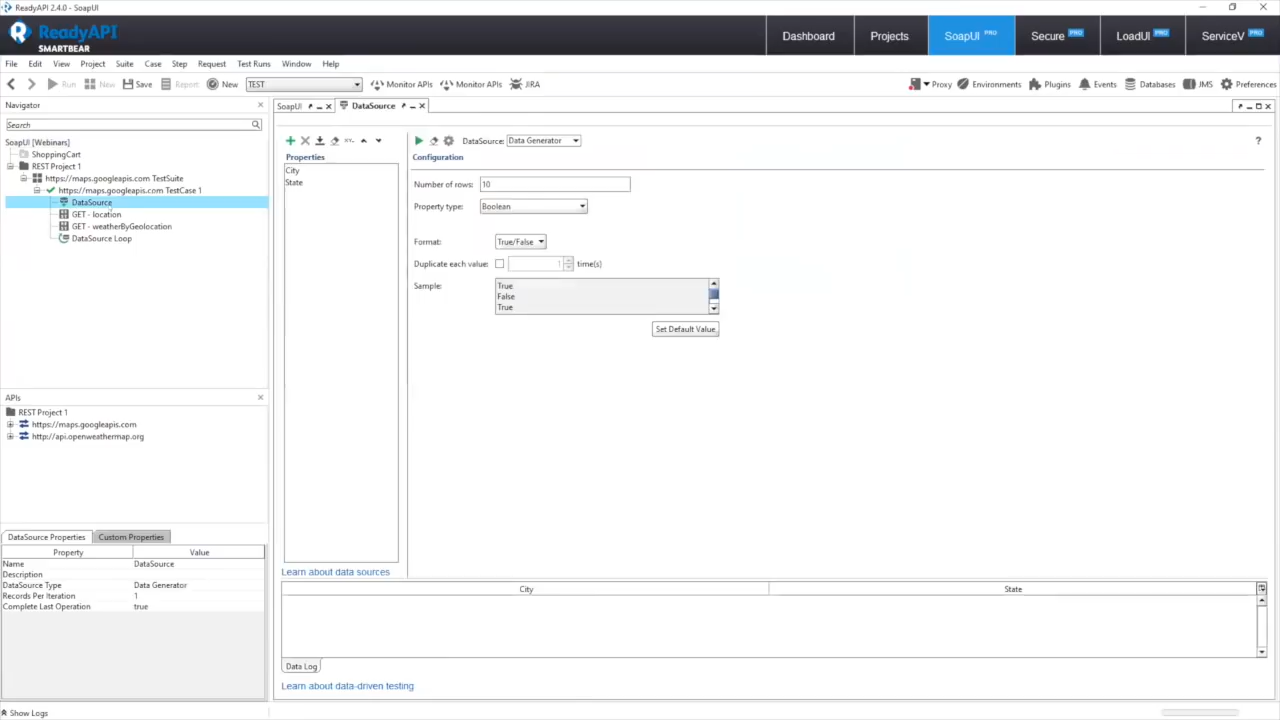 ReadyAPI 2.4.0 - SoapUI
ReadyAPI
SMARTBEAR
Dashboard
Projects
SoapUI PRO
Secure PRO
LoadUI PRO
ServiceV PRO
File Edit View Project Suite Case Step Request Test Runs Window Help
Run New Save Report New TEST Monitor APIs Monitor APIs JIRA Proxy Environments Plugins Events Databases JMS Preferences
Navigator
Search
SoapUI [Webinars]
ShoppingCart
REST Project 1
https://maps.googleapis.com TestSuite
https://maps.googleapis.com TestCase 1
DataSource
GET - location
GET - weatherByGeolocation
DataSource Loop
APIs
REST Project 1
https://maps.googleapis.com
http://api.openweathermap.org
DataSource Properties Custom Properties
Property Value
Name DataSource
Description
DataSource Type Data Generator
Records Per Iteration 1
Complete Last Operation true
Show Logs
SoapUI DataSource
DataSource: Data Generator ?
Properties
City
State
Learn about data sources
Configuration
Number of rows: 10
Property type: Boolean
Format: True/False
Duplicate each value: 1 time(s)
Sample: True
False
True
Set Default Value
City State
Data Log
Learn about data-driven testing